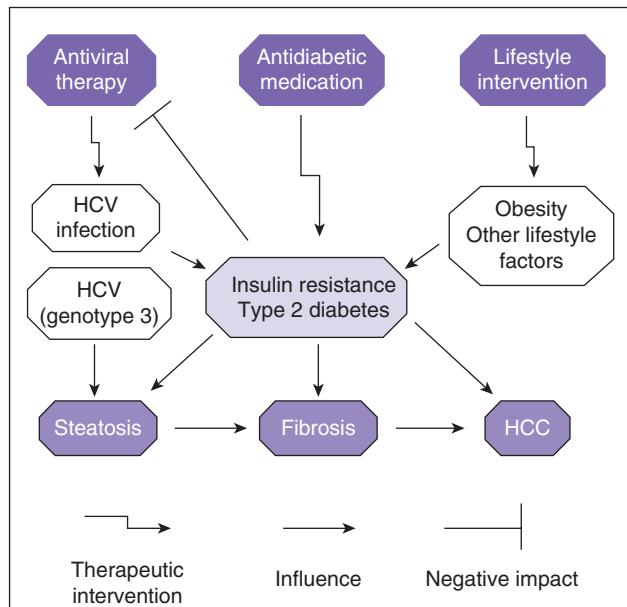 Antiviral
therapy
Antidiabetic
medication
Lifestyle
intervention
HCV
infection
Obesity
Other lifestyle
factors
HCV
(genotype 3)
Insulin resistance
Type 2 diabetes
Steatosis
Fibrosis
HCC
Therapeutic
intervention
Influence
Negative impact